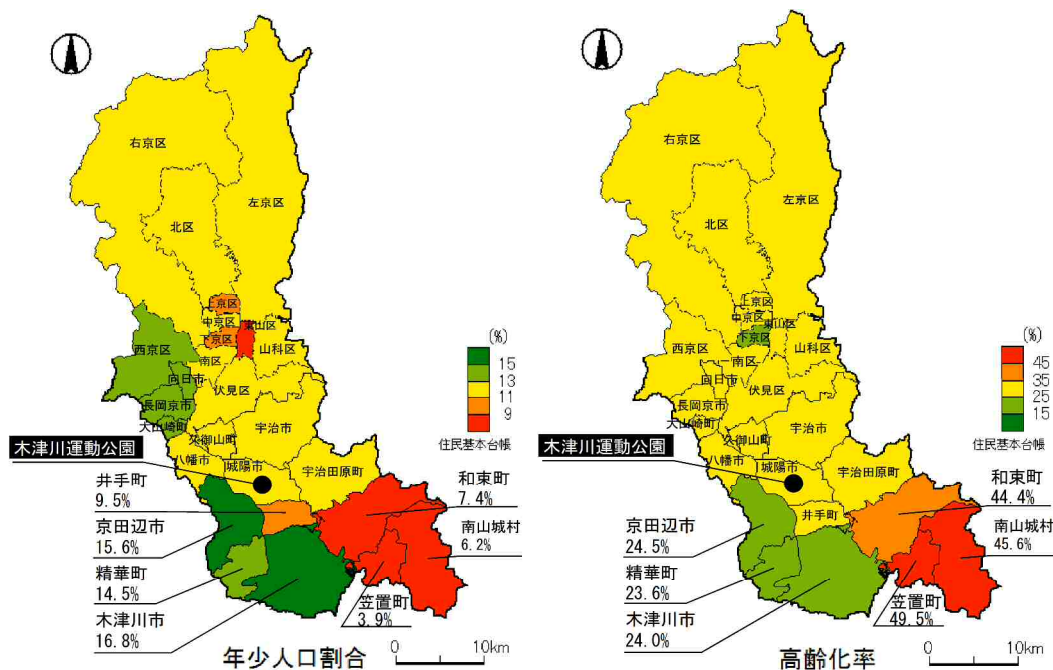 右京区
左京区
北区
上京区
中京区
東山区
下京区
西京区
南区
山科区
向日市
伏見区
長岡京市
大山崎町
久御山町
宇治市
八幡市
城陽市
宇治田原町
木津川運動公園
井手町
9.5%
京田辺市
15.6%
精華町
14.5%
木津川市
16.8%
和束町
7.4%
南山城村
6.2%
笠置町
3.9%
(%)
15
13
11
9
住民基本台帳
年少人口割合
0
10km
右京区
左京区
北区
上京区
中京区
東山区
下京区
西京区
南区
山科区
向日市
伏見区
長岡京市
大山崎町
久御山町
宇治市
八幡市
城陽市
宇治田原町
井手町
木津川運動公園
京田辺市
24.5%
精華町
23.6%
木津川市
24.0%
和束町
44.4%
南山城村
45.6%
笠置町
49.5%
(%)
45
35
25
15
住民基本台帳
高齢化率
0
10km